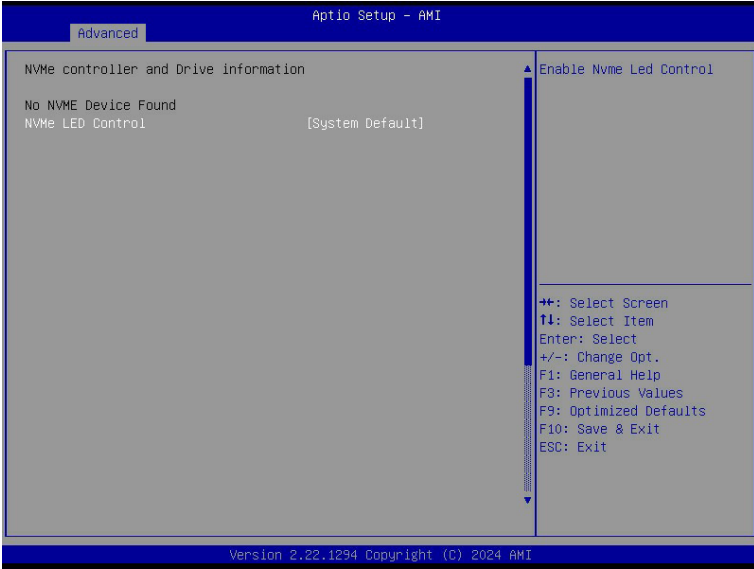 Aptio Setup - AMI
Advanced
NVMe controller and Drive information
No NVME Device Found
NVMe LED Control [System Default]
Enable Nvme Led Control
→←: Select Screen
↑↓: Select Item
Enter: Select
+/-: Change Opt.
F1: General Help
F3: Previous Values
F9: Optimized Defaults
F10: Save & Exit
ESC: Exit
Version 2.22.1294 Copyright (C) 2024 AMI